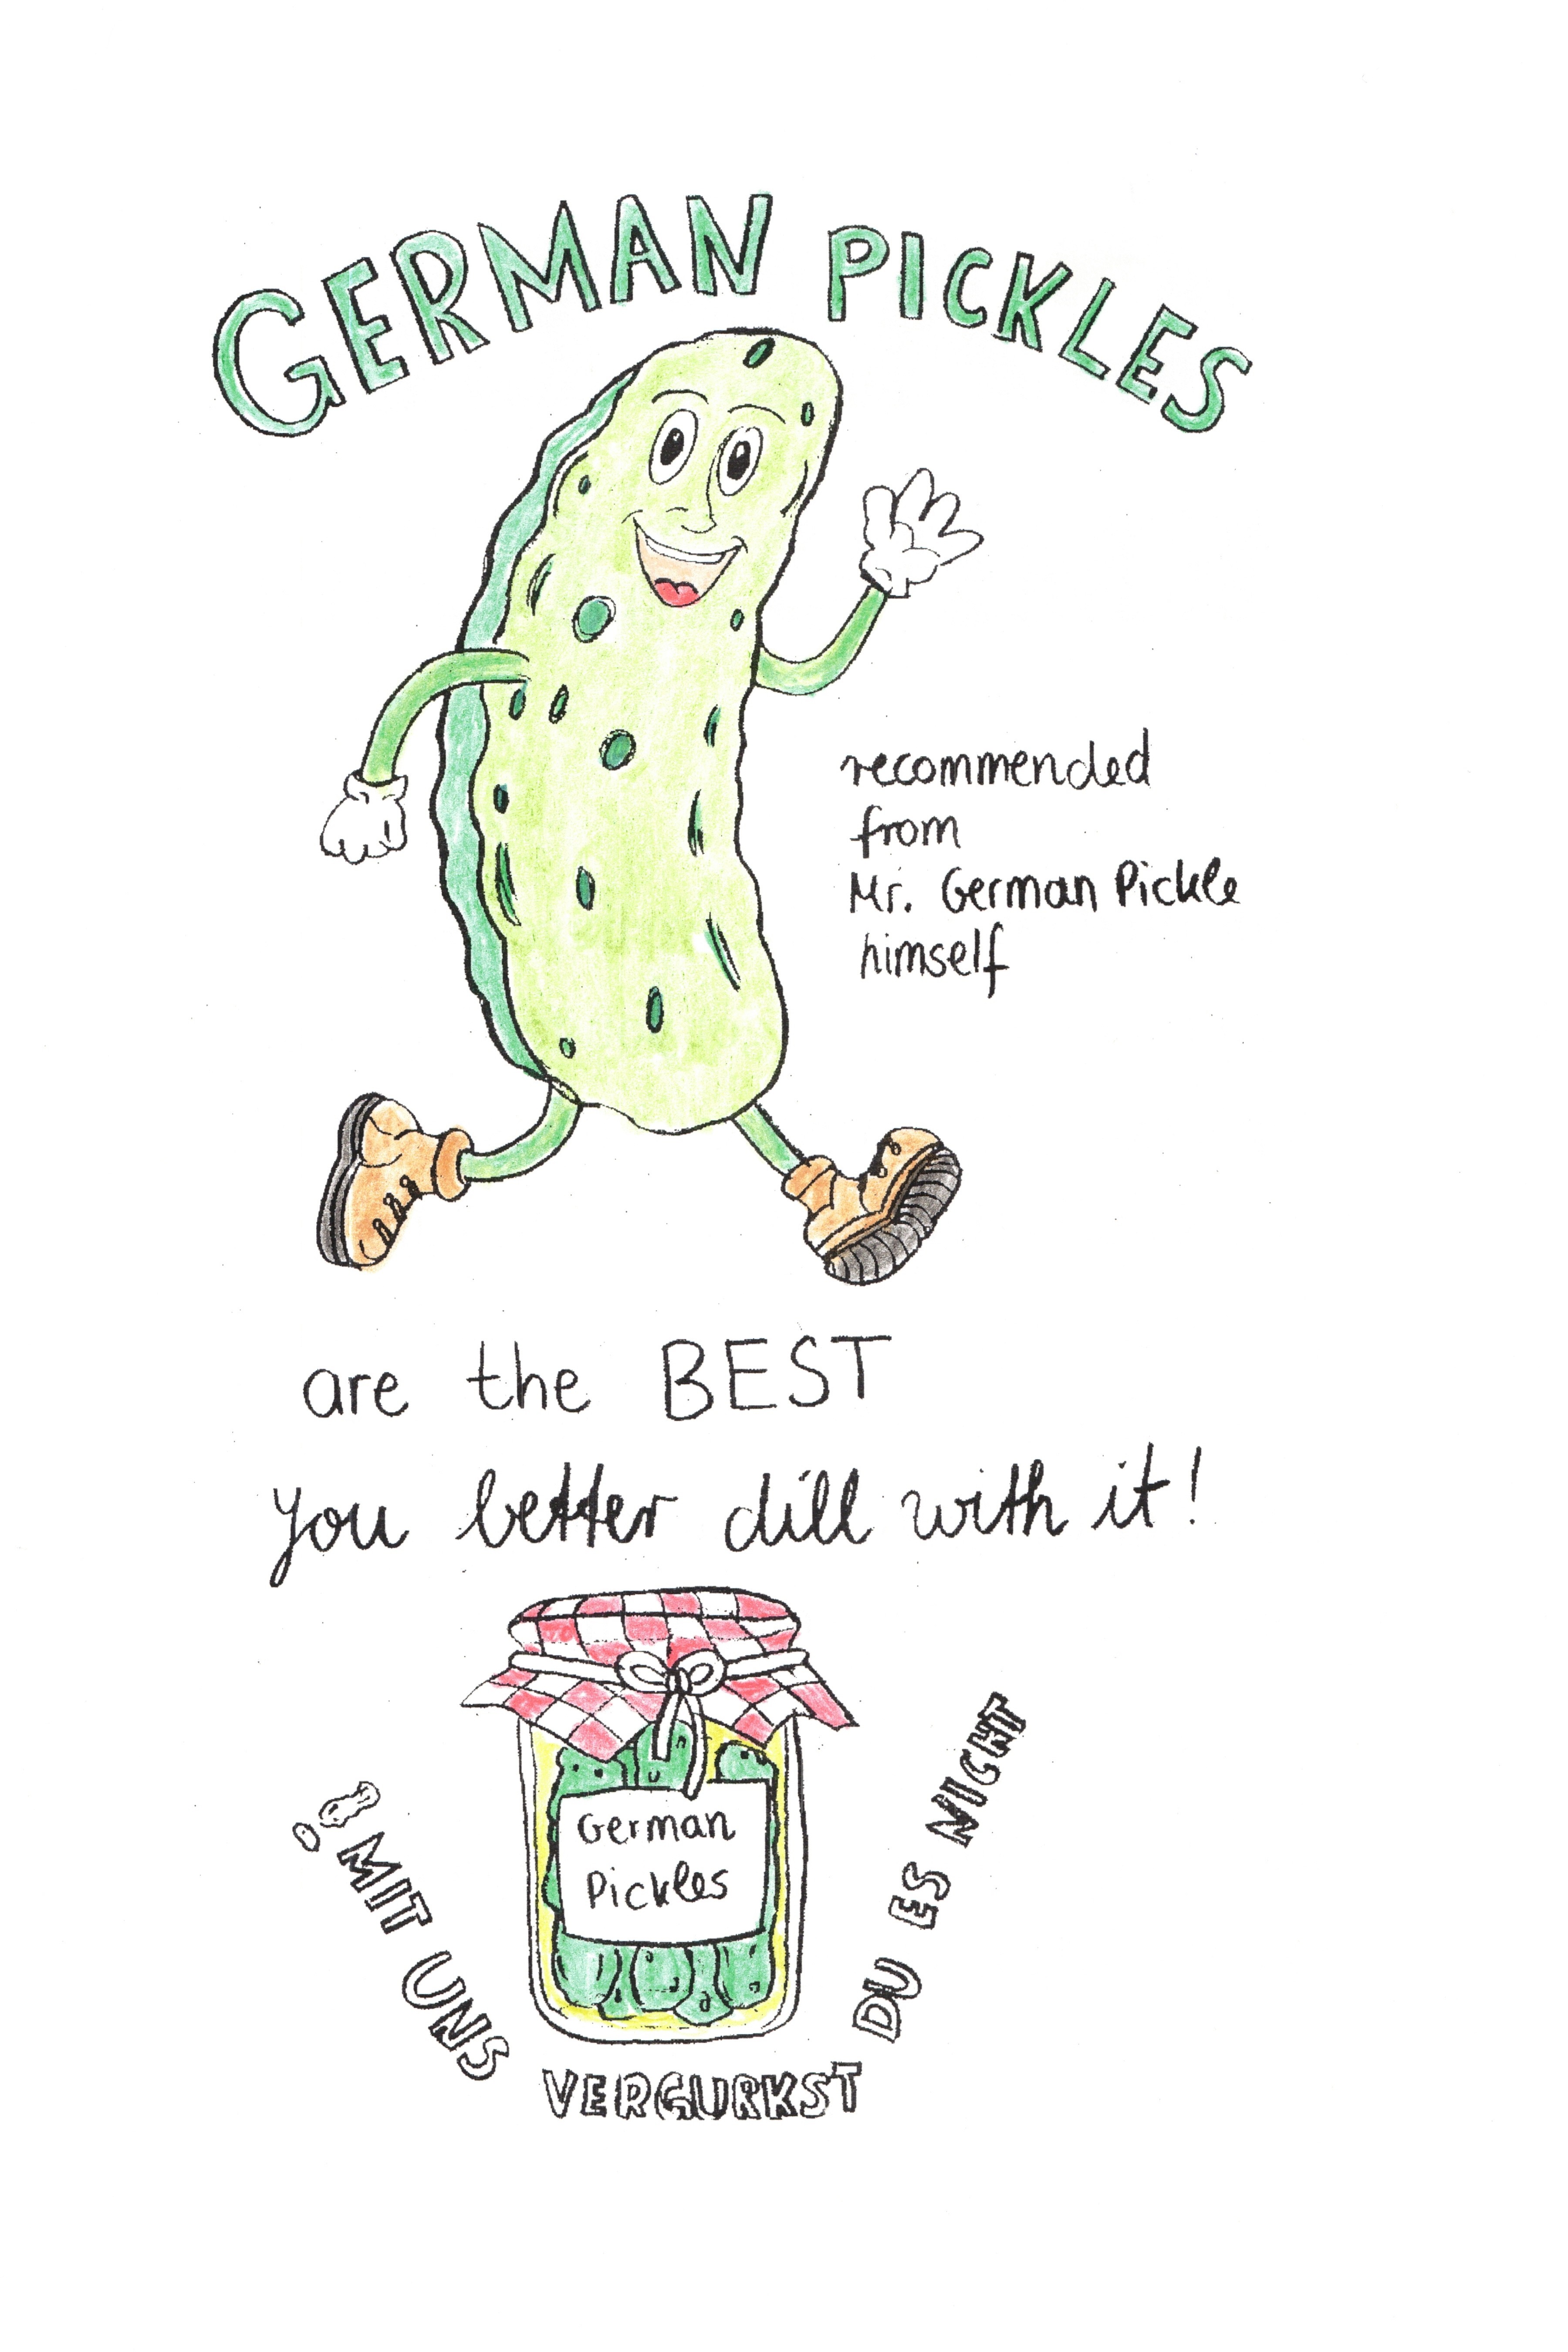 GERMAN PICKLES
recommended
from
Mr. German Pickle
himself
are the BEST
you better dill with it!
German
Pickles
! MIT UNS VERGURKST DU ES NICHT